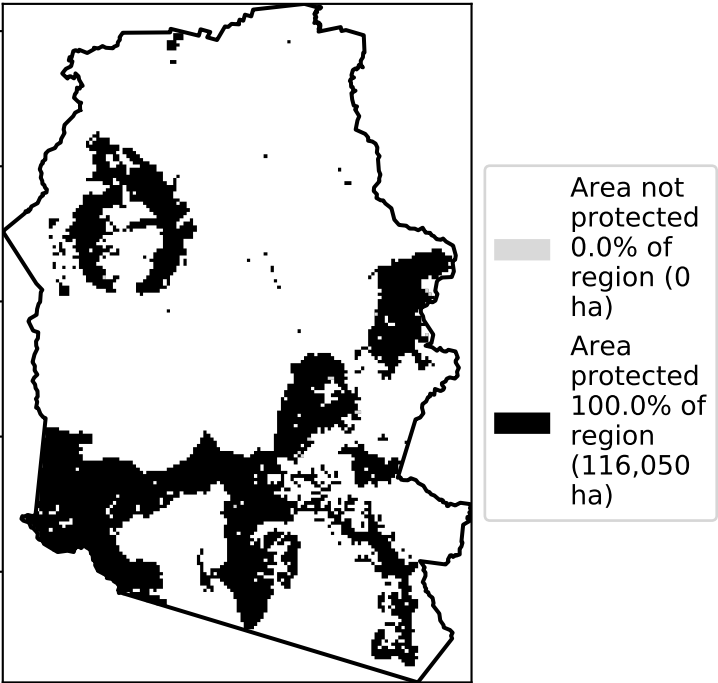 Area not
protected
0.0% of
region (0
ha)
Area
protected
100.0% of
region
(116,050
ha)